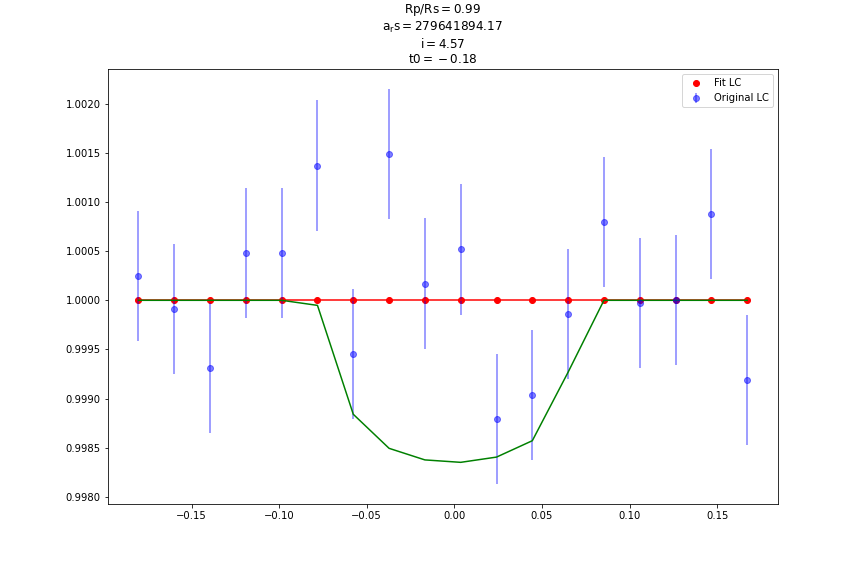 Rp/Rs = 0.99
aᵣs = 279641894.17
i = 4.57
t0 = −0.18
Fit LC
Original LC
1.0020
1.0015
1.0010
1.0005
1.0000
0.9995
0.9990
0.9985
0.9980
−0.15
−0.10
−0.05
0.00
0.05
0.10
0.15